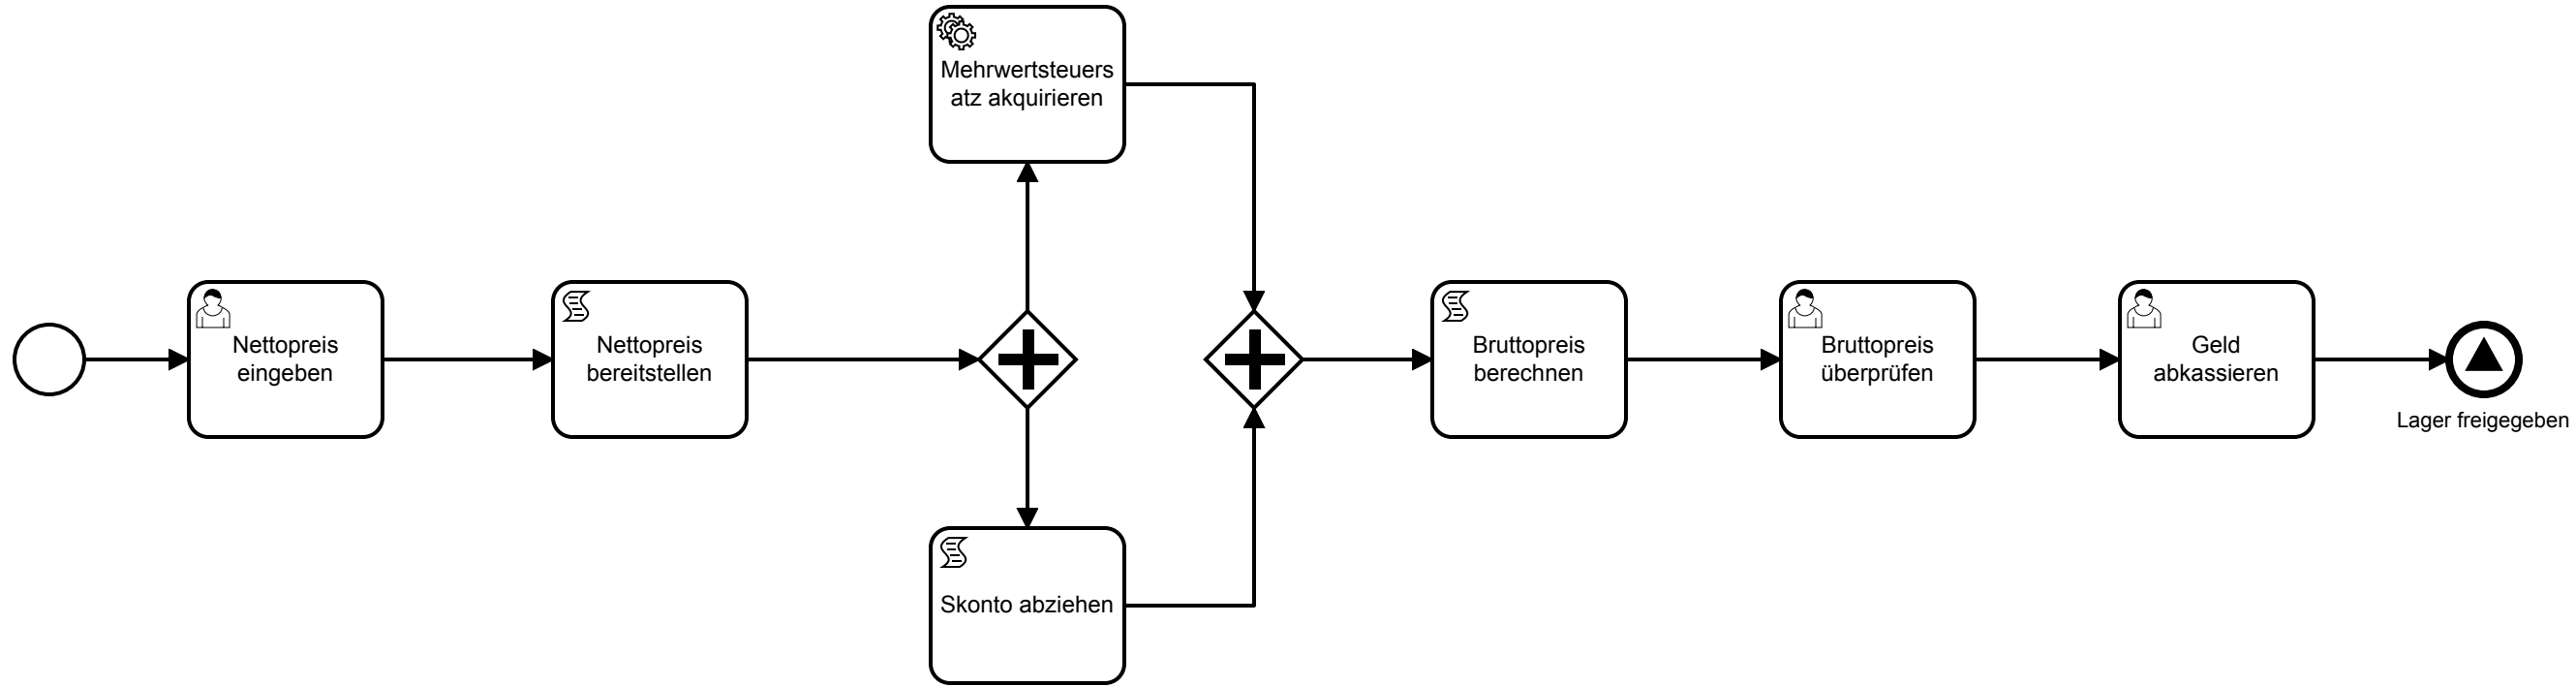 Nettopreis
eingeben
Nettopreis
bereitstellen
Mehrwertsteuers
atz akquirieren
Skonto abziehen
Bruttopreis
berechnen
Bruttopreis
überprüfen
Geld
abkassieren
Lager freigegeben